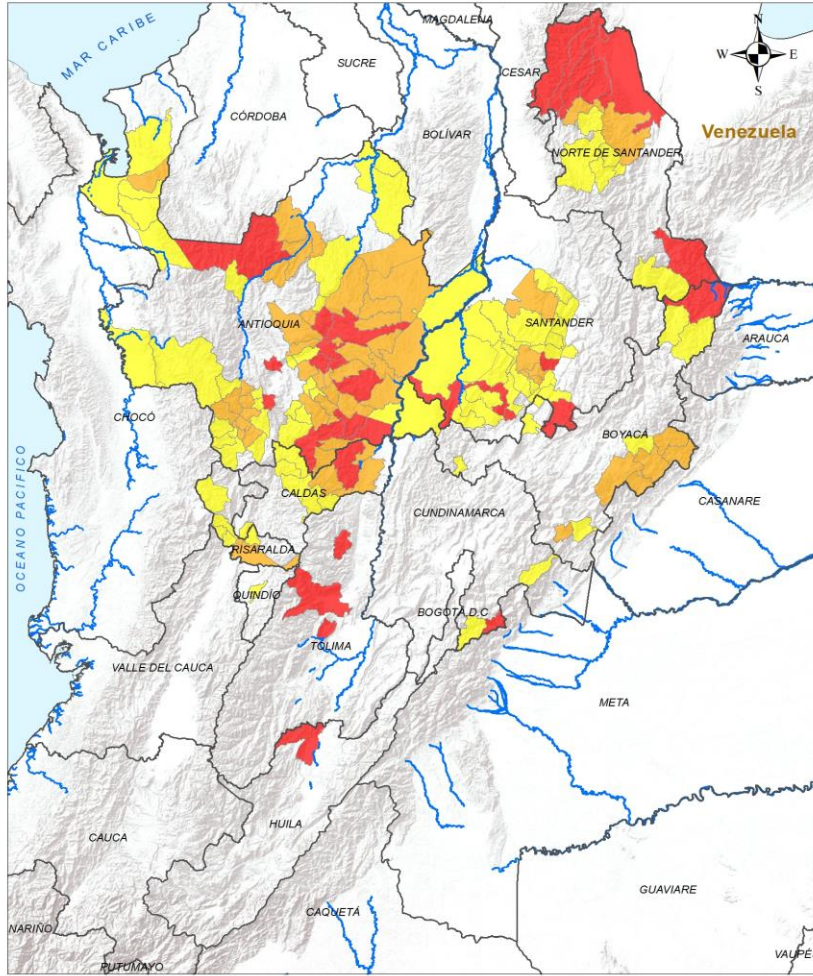 MAGDALENA
N
W E
S
MAR CARIBE
SUCRE
CESAR
CÓRDOBA
BOLÍVAR
Venezuela
NORTE DE SANTANDER
ANTIOQUIA
SANTANDER
ARAUCA
CHOCÓ
BOYACÁ
CALDAS
CASANARE
CUNDINAMARCA
OCEANO PACIFICO
RISARALDA
QUINDÍO
BOGOTÁ D.C
TOLIMA
VALLE DEL CAUCA
META
HUILA
CAUCA
GUAVIARE
CAQUETÁ
NARIÑO
PUTUMAYO
VAUPÉ